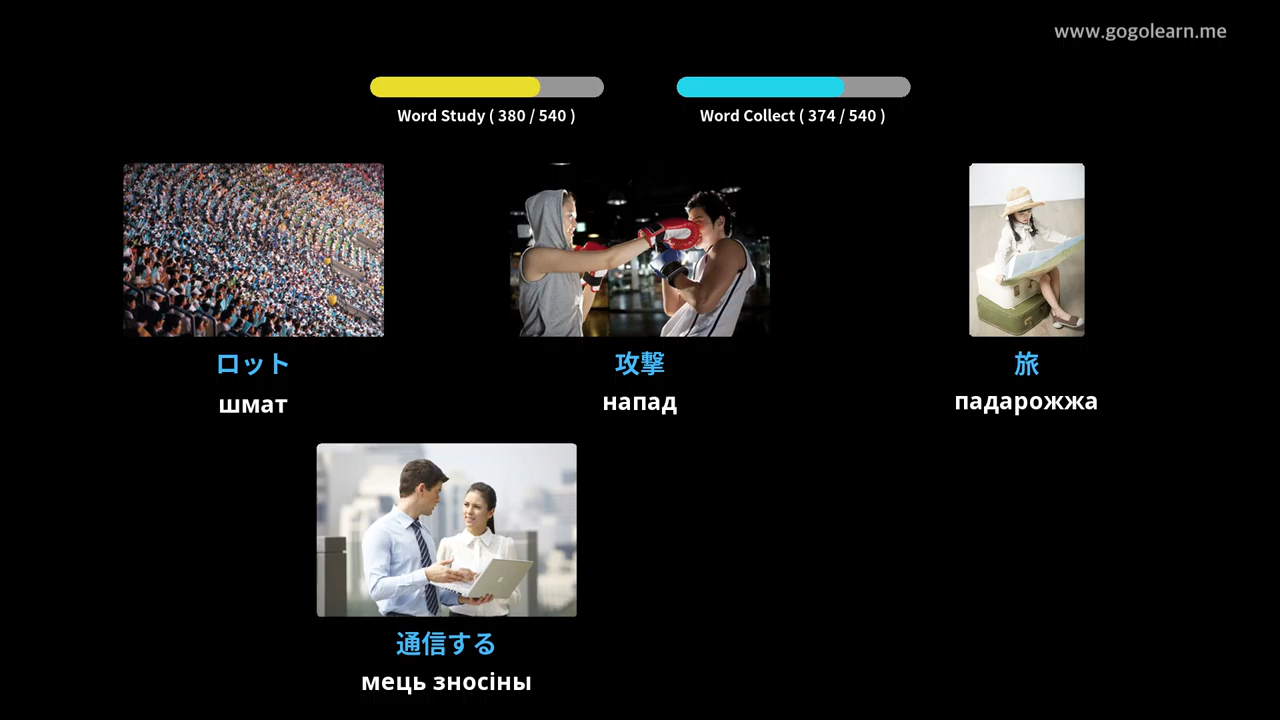 www.gogolearn.me
Word Study ( 380 / 540 )
Word Collect ( 374 / 540 )
ロット
шмат
攻撃
напад
旅
падарожжа
通信する
мець зносіны